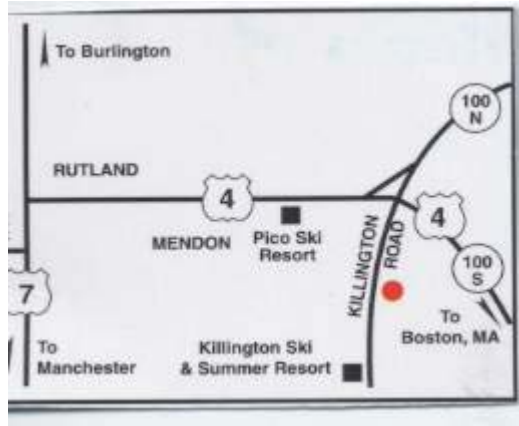 To Burlington
100
N
RUTLAND
4
4
MENDON
Pico Ski
Resort
KILLINGTON
ROAD
100
S
7
To
Boston, MA
To
Manchester
Killington Ski
& Summer Resort